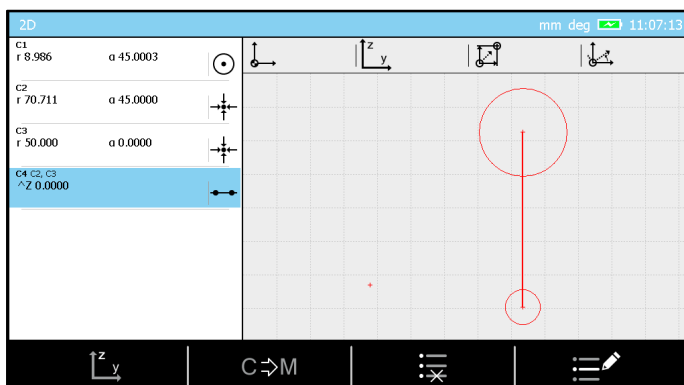 2D mm deg 11:07:13
C1
r 8.986 α 45.0003
C2
r 70.711 α 45.0000
C3
r 50.000 α 0.0000
C4 C2, C3
^Z 0.0000
z
y
z
y
C⇨M